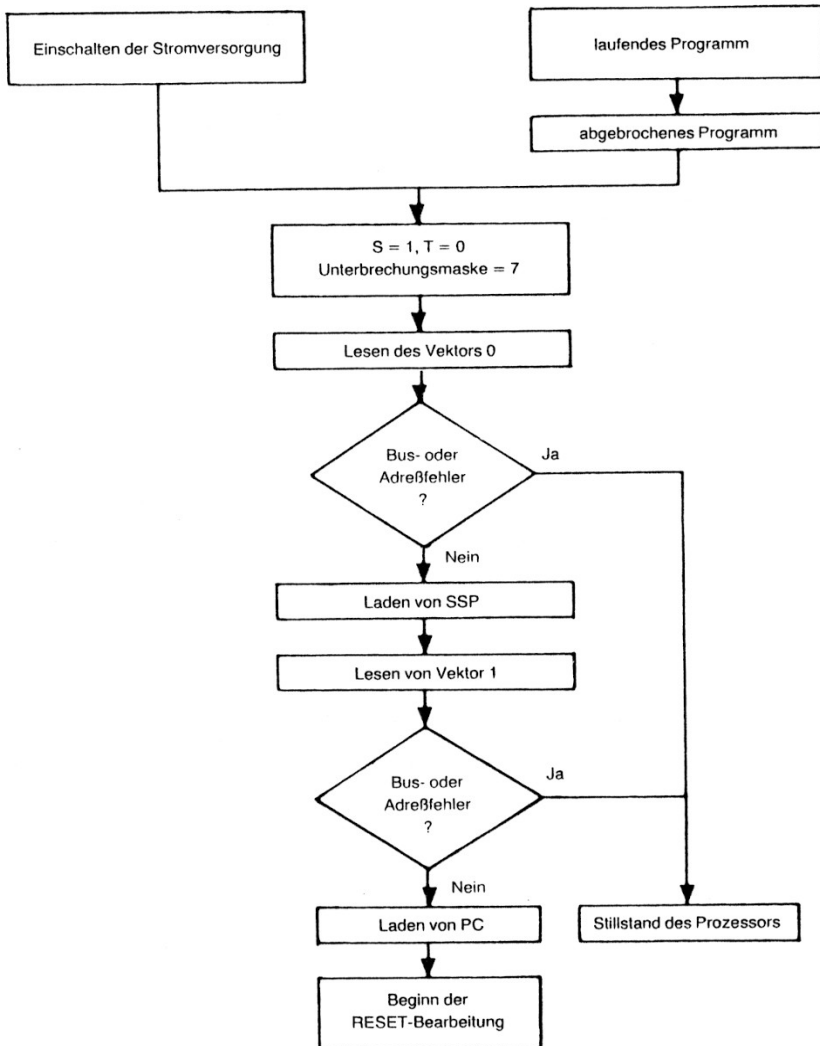 Einschalten der Stromversorgung
laufendes Programm
abgebrochenes Programm
S = 1, T = 0
Unterbrechungsmaske = 7
Lesen des Vektors 0
Bus- oder
Adreßfehler
?
Ja
Nein
Laden von SSP
Lesen von Vektor 1
Bus- oder
Adreßfehler
?
Ja
Nein
Laden von PC
Stillstand des Prozessors
Beginn der
RESET-Bearbeitung